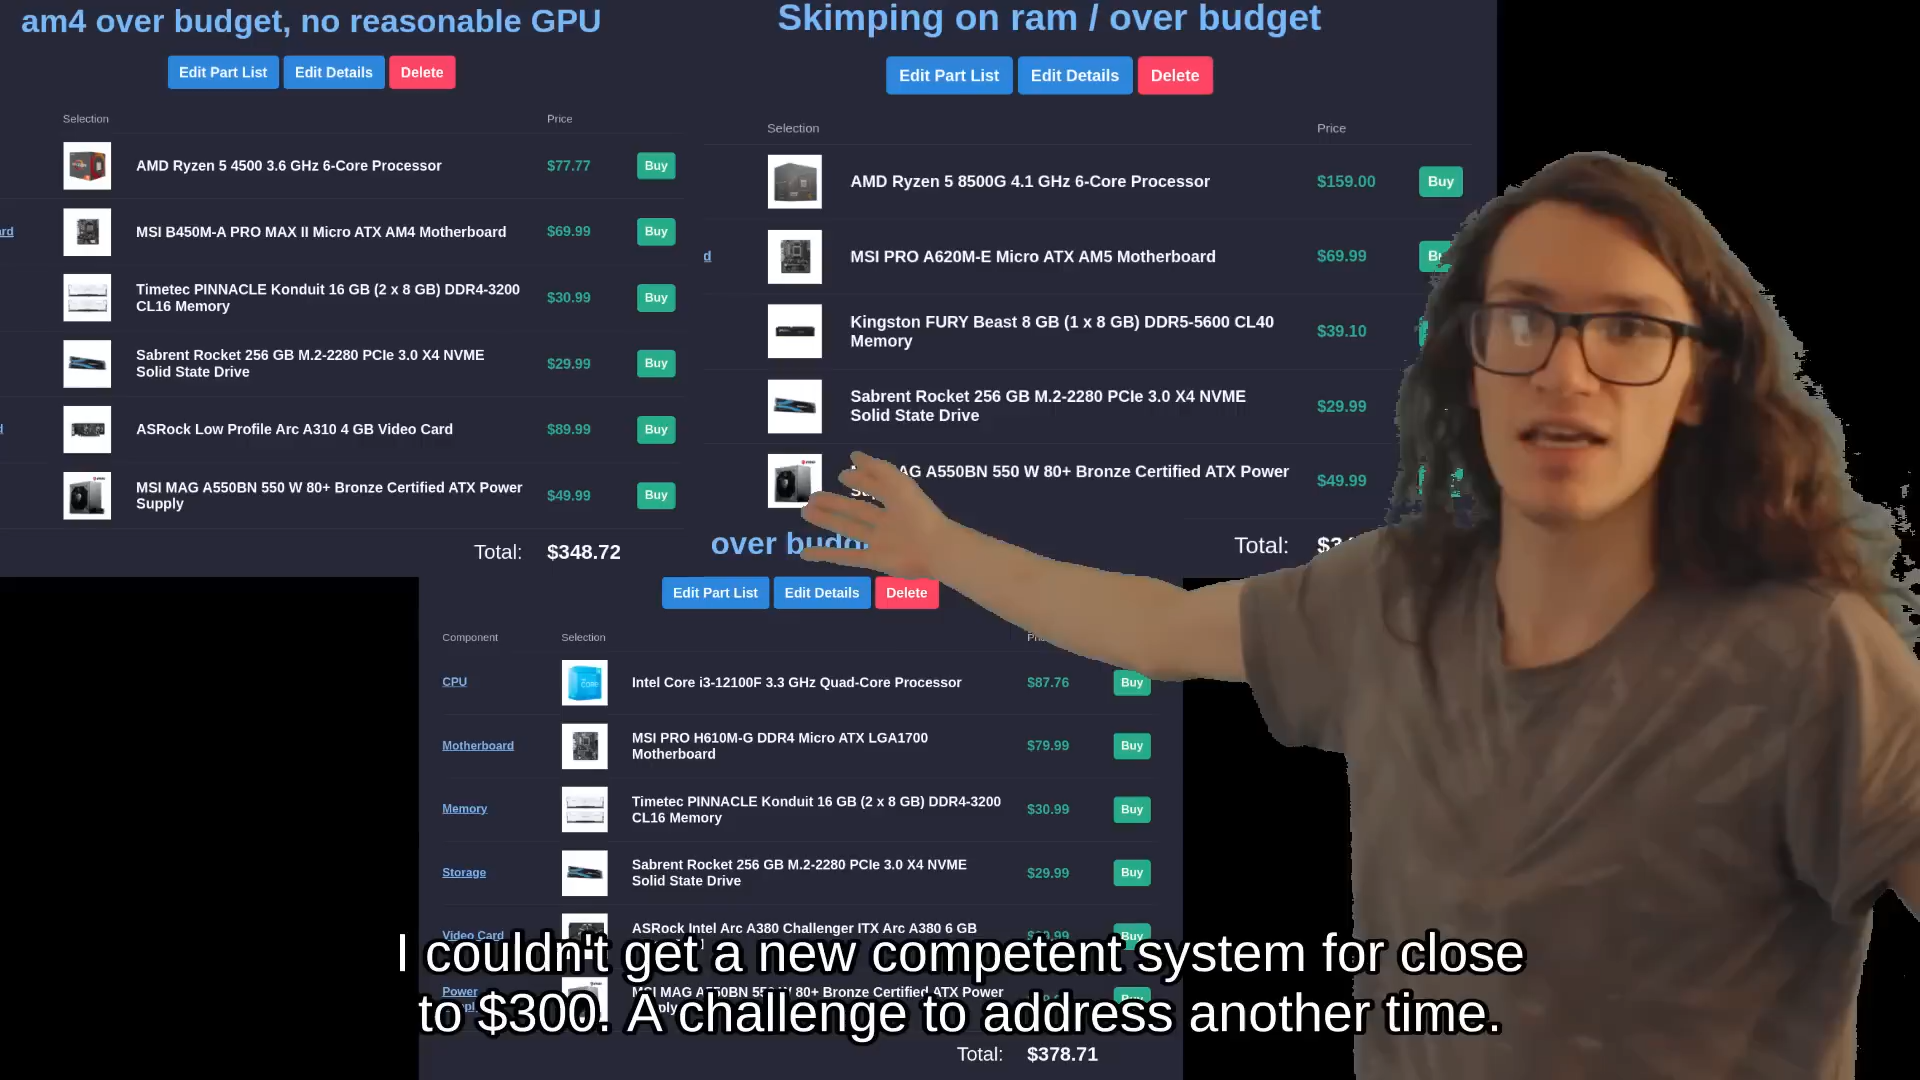 am4 over budget, no reasonable GPU
Edit Part List Edit Details Delete
Selection Price
AMD Ryzen 5 4500 3.6 GHz 6-Core Processor $77.77 Buy
MSI B450M-A PRO MAX II Micro ATX AM4 Motherboard $69.99 Buy
Timetec PINNACLE Konduit 16 GB (2 x 8 GB) DDR4-3200
CL16 Memory
$30.99 Buy
Sabrent Rocket 256 GB M.2-2280 PCIe 3.0 X4 NVME
Solid State Drive
$29.99 Buy
ASRock Low Profile Arc A310 4 GB Video Card $89.99 Buy
MSI MAG A550BN 550 W 80+ Bronze Certified ATX Power
Supply
$49.99 Buy
Total: $348.72
Skimping on ram / over budget
Edit Part List Edit Details Delete
Selection Price
AMD Ryzen 5 8500G 4.1 GHz 6-Core Processor $159.00 Buy
MSI PRO A620M-E Micro ATX AM5 Motherboard $69.99
Kingston FURY Beast 8 GB (1 x 8 GB) DDR5-5600 CL40
Memory
$39.10
Sabrent Rocket 256 GB M.2-2280 PCIe 3.0 X4 NVME
Solid State Drive
$29.99
MAG A550BN 550 W 80+ Bronze Certified ATX Power
$49.99
Total:
over
Edit Part List Edit Details Delete
Component Selection
CPU Intel Core i3-12100F 3.3 GHz Quad-Core Processor $87.76 Buy
Motherboard MSI PRO H610M-G DDR4 Micro ATX LGA1700
Motherboard
$79.99 Buy
Memory Timetec PINNACLE Konduit 16 GB (2 x 8 GB) DDR4-3200
CL16 Memory
$30.99 Buy
Storage Sabrent Rocket 256 GB M.2-2280 PCIe 3.0 X4 NVME
Solid State Drive
$29.99 Buy
Video Card ASRock Intel Arc A380 Challenger ITX Arc A380 6 GB
Buy
Power MSI MAG A550BN 550 W 80+ Bronze Certified ATX Power
Total: $378.71
I couldn't get a new competent system for close
to $300. A challenge to address another time.